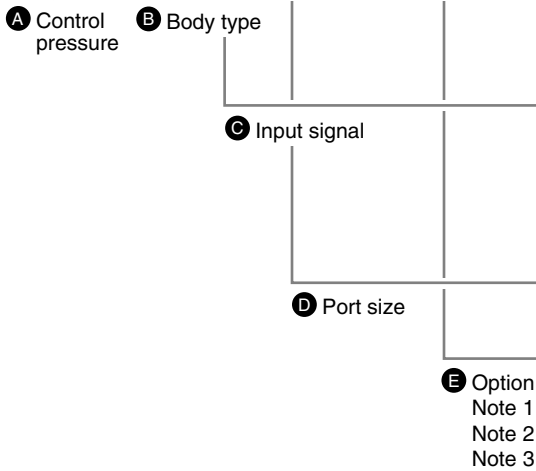 A Control B Body type
pressure
C Input signal
D Port size
E Option
Note 1
Note 2
Note 3